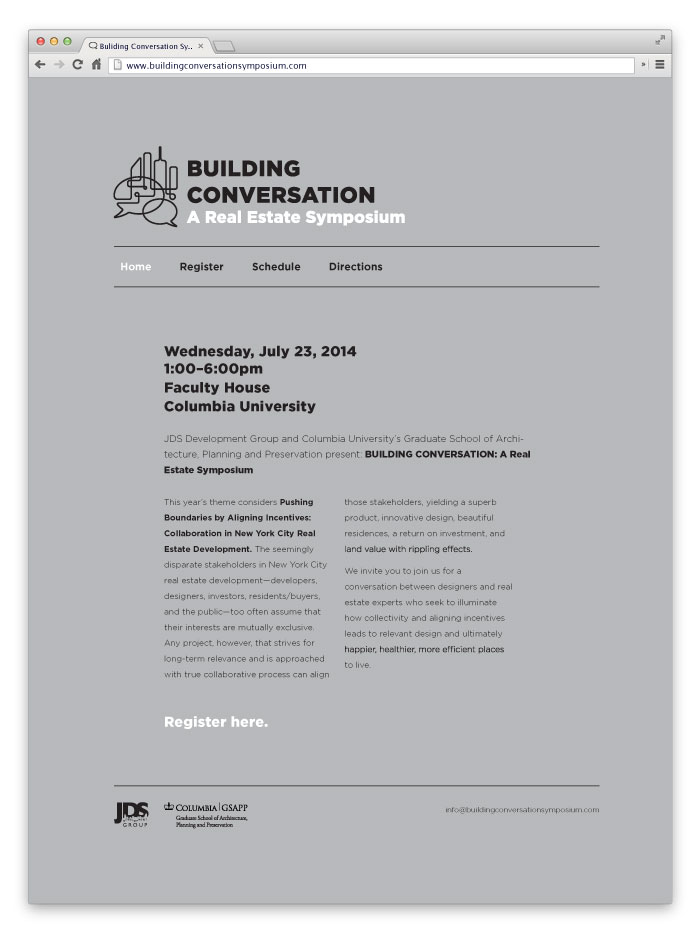 Buliding Conversation Sy..
www.buildingconversationsymposium.com
BUILDING
CONVERSATION
A Real Estate Symposium
Home Register Schedule Directions
Wednesday, July 23, 2014
1:00–6:00pm
Faculty House
Columbia University
JDS Development Group and Columbia University's Graduate School of Archi-
tecture, Planning and Preservation present: BUILDING CONVERSATION: A Real
Estate Symposium
This year's theme considers Pushing
Boundaries by Aligning Incentives:
Collaboration in New York City Real
Estate Development. The seemingly
disparate stakeholders in New York City
real estate development—developers,
designers, investors, residents/buyers,
and the public—too often assume that
their interests are mutually exclusive.
Any project, however, that strives for
long-term relevance and is approached
with true collaborative process can align
those stakeholders, yielding a superb
product, innovative design, beautiful
residences, a return on investment, and
land value with rippling effects.
We invite you to join us for a
conversation between designers and real
estate experts who seek to illuminate
how collectivity and aligning incentives
leads to relevant design and ultimately
happier, healthier, more efficient places
to live.
Register here.
JDS
GROUP
COLUMBIA | GSAPP
Graduate School of Architecture,
Planning and Preservation
info@buildingconversationsymposium.com